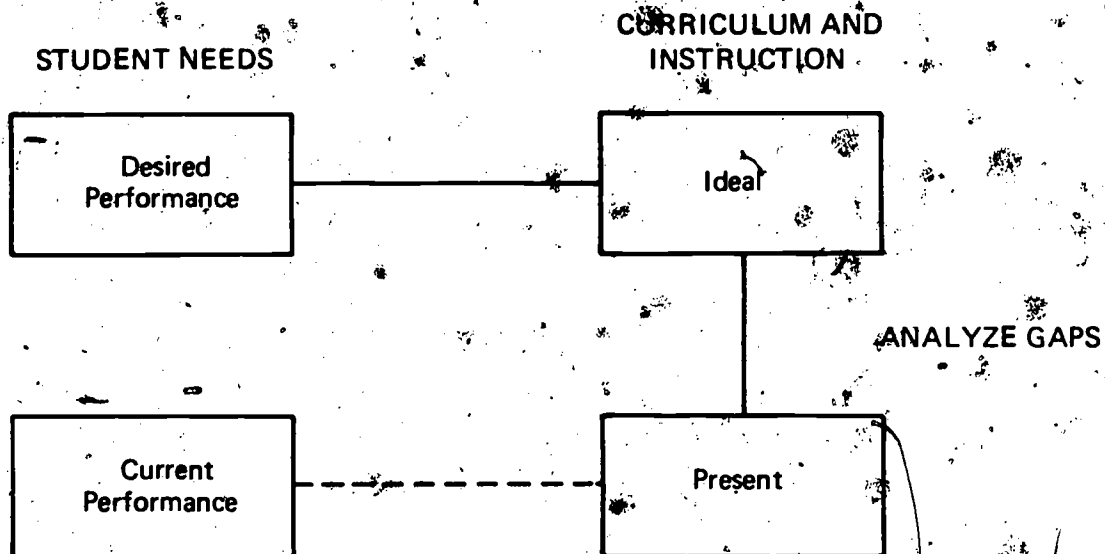 STUDENT NEEDS
CURRICULUM AND
INSTRUCTION
Desired
Performance
Ideal
ANALYZE GAPS
Current
Performance
Present